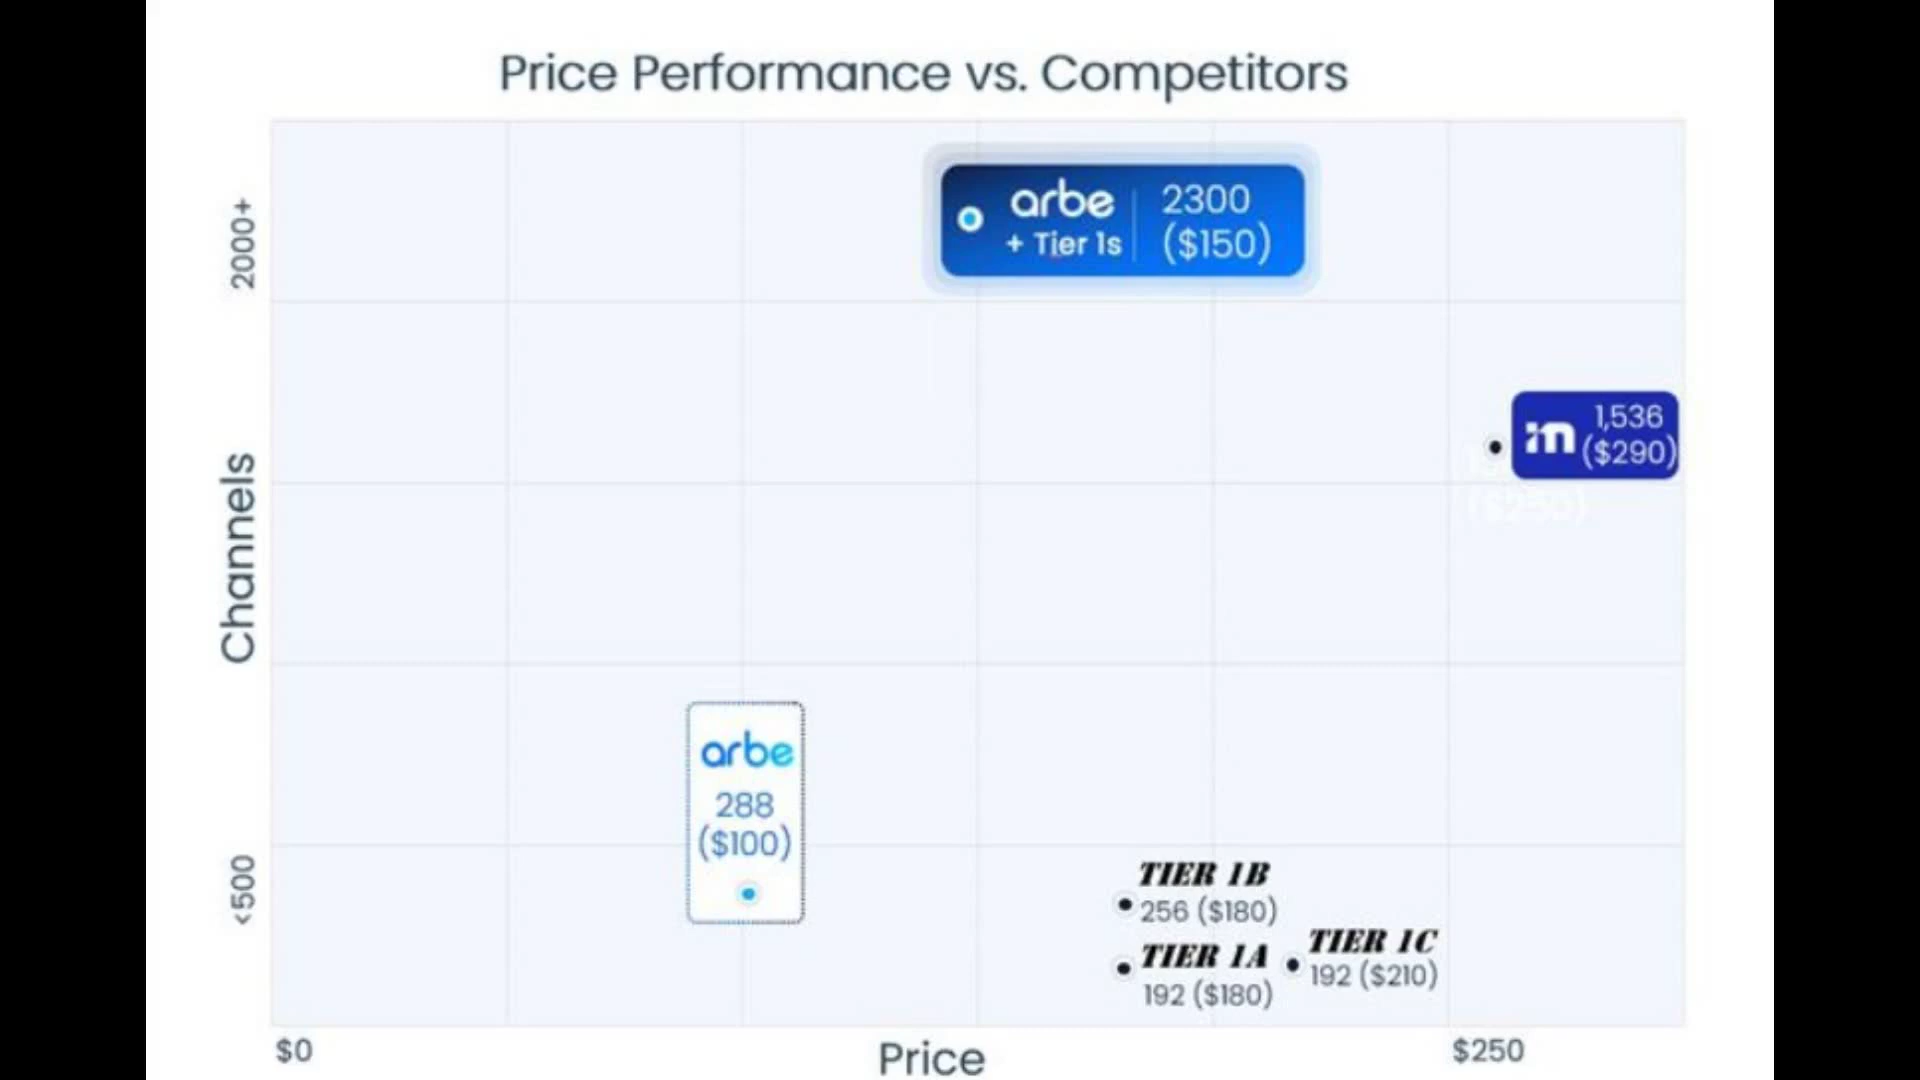 Price Performance vs. Competitors
2000+
Channels
<500
arbe
+ Tier 1s
2300
($150)
1,536
($290)
($250)
arbe
288
($100)
TIER 1B
256 ($180)
TIER 1A
192 ($180)
TIER 1C
192 ($210)
$0
Price
$250